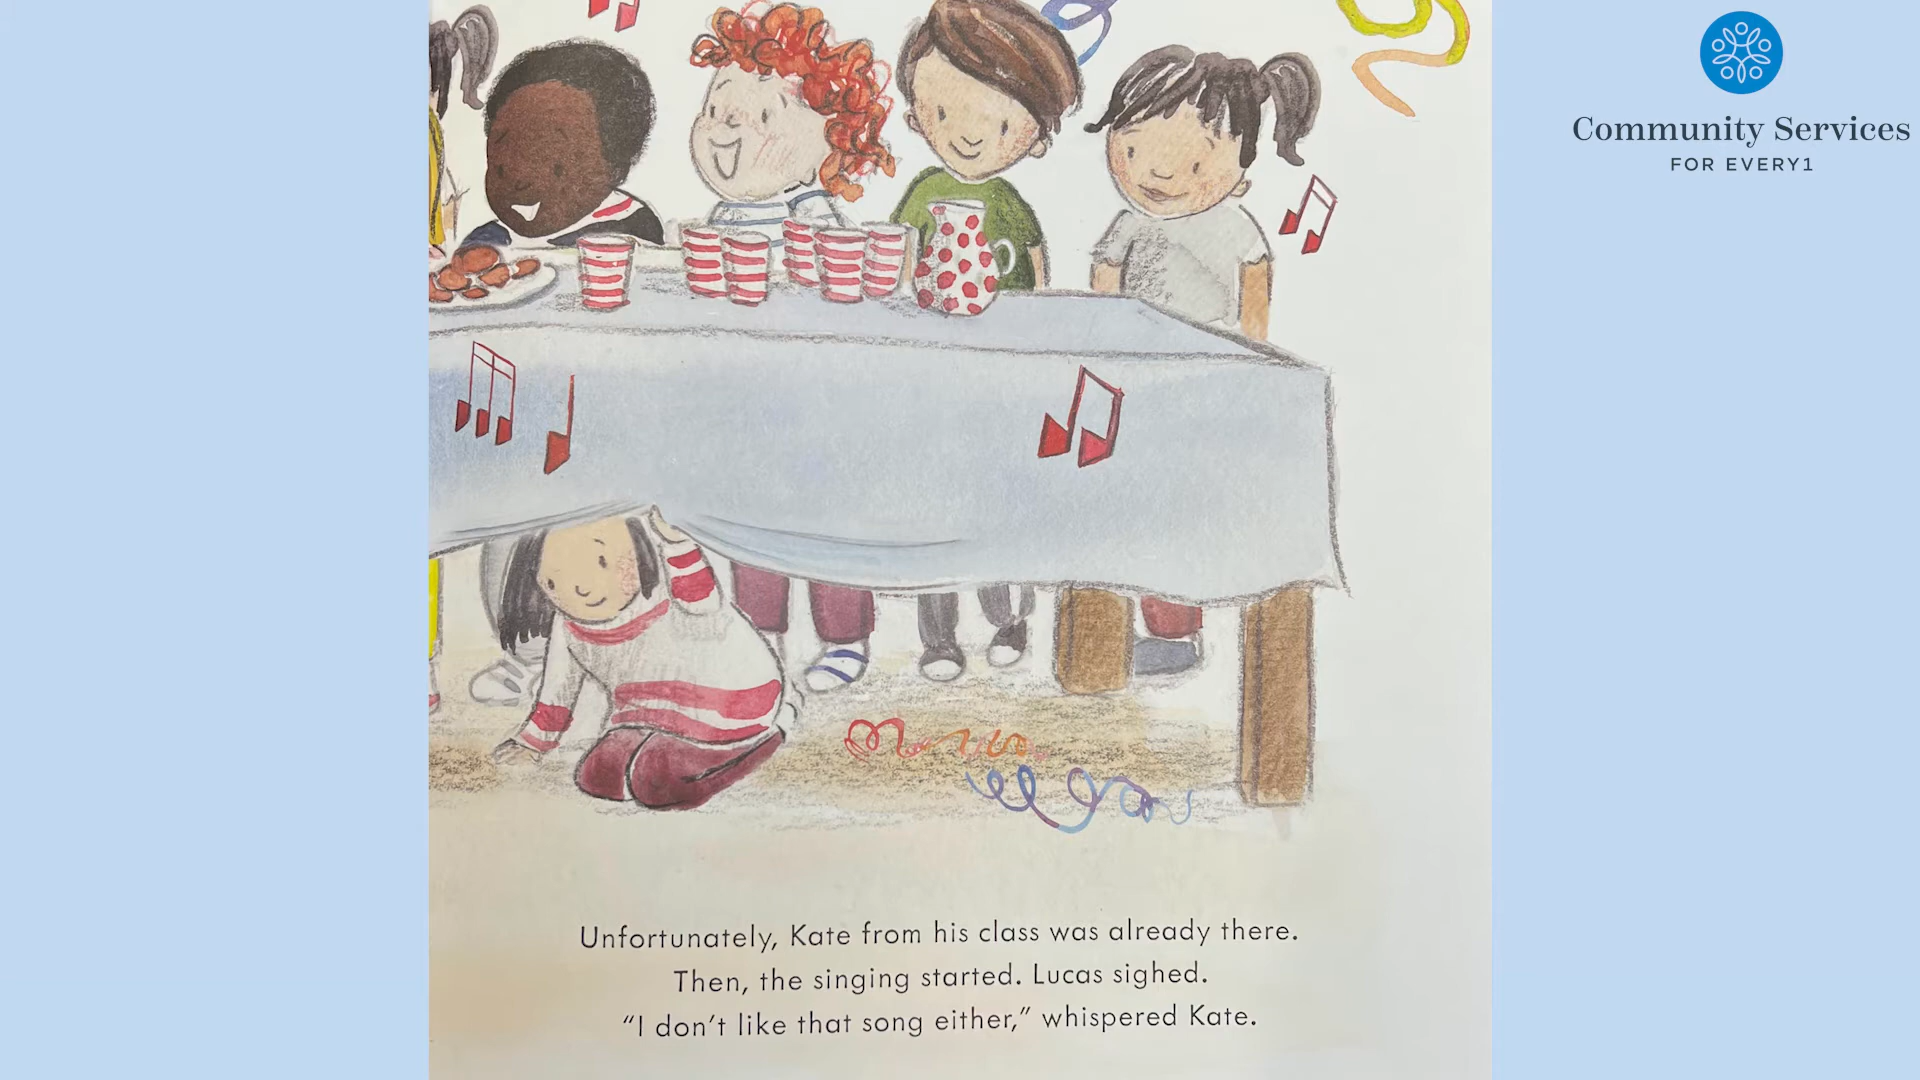 Community Services
FOR EVERY1
Unfortunately, Kate from his class was already there.
Then, the singing started. Lucas sighed.
“I don’t like that song either,” whispered Kate.